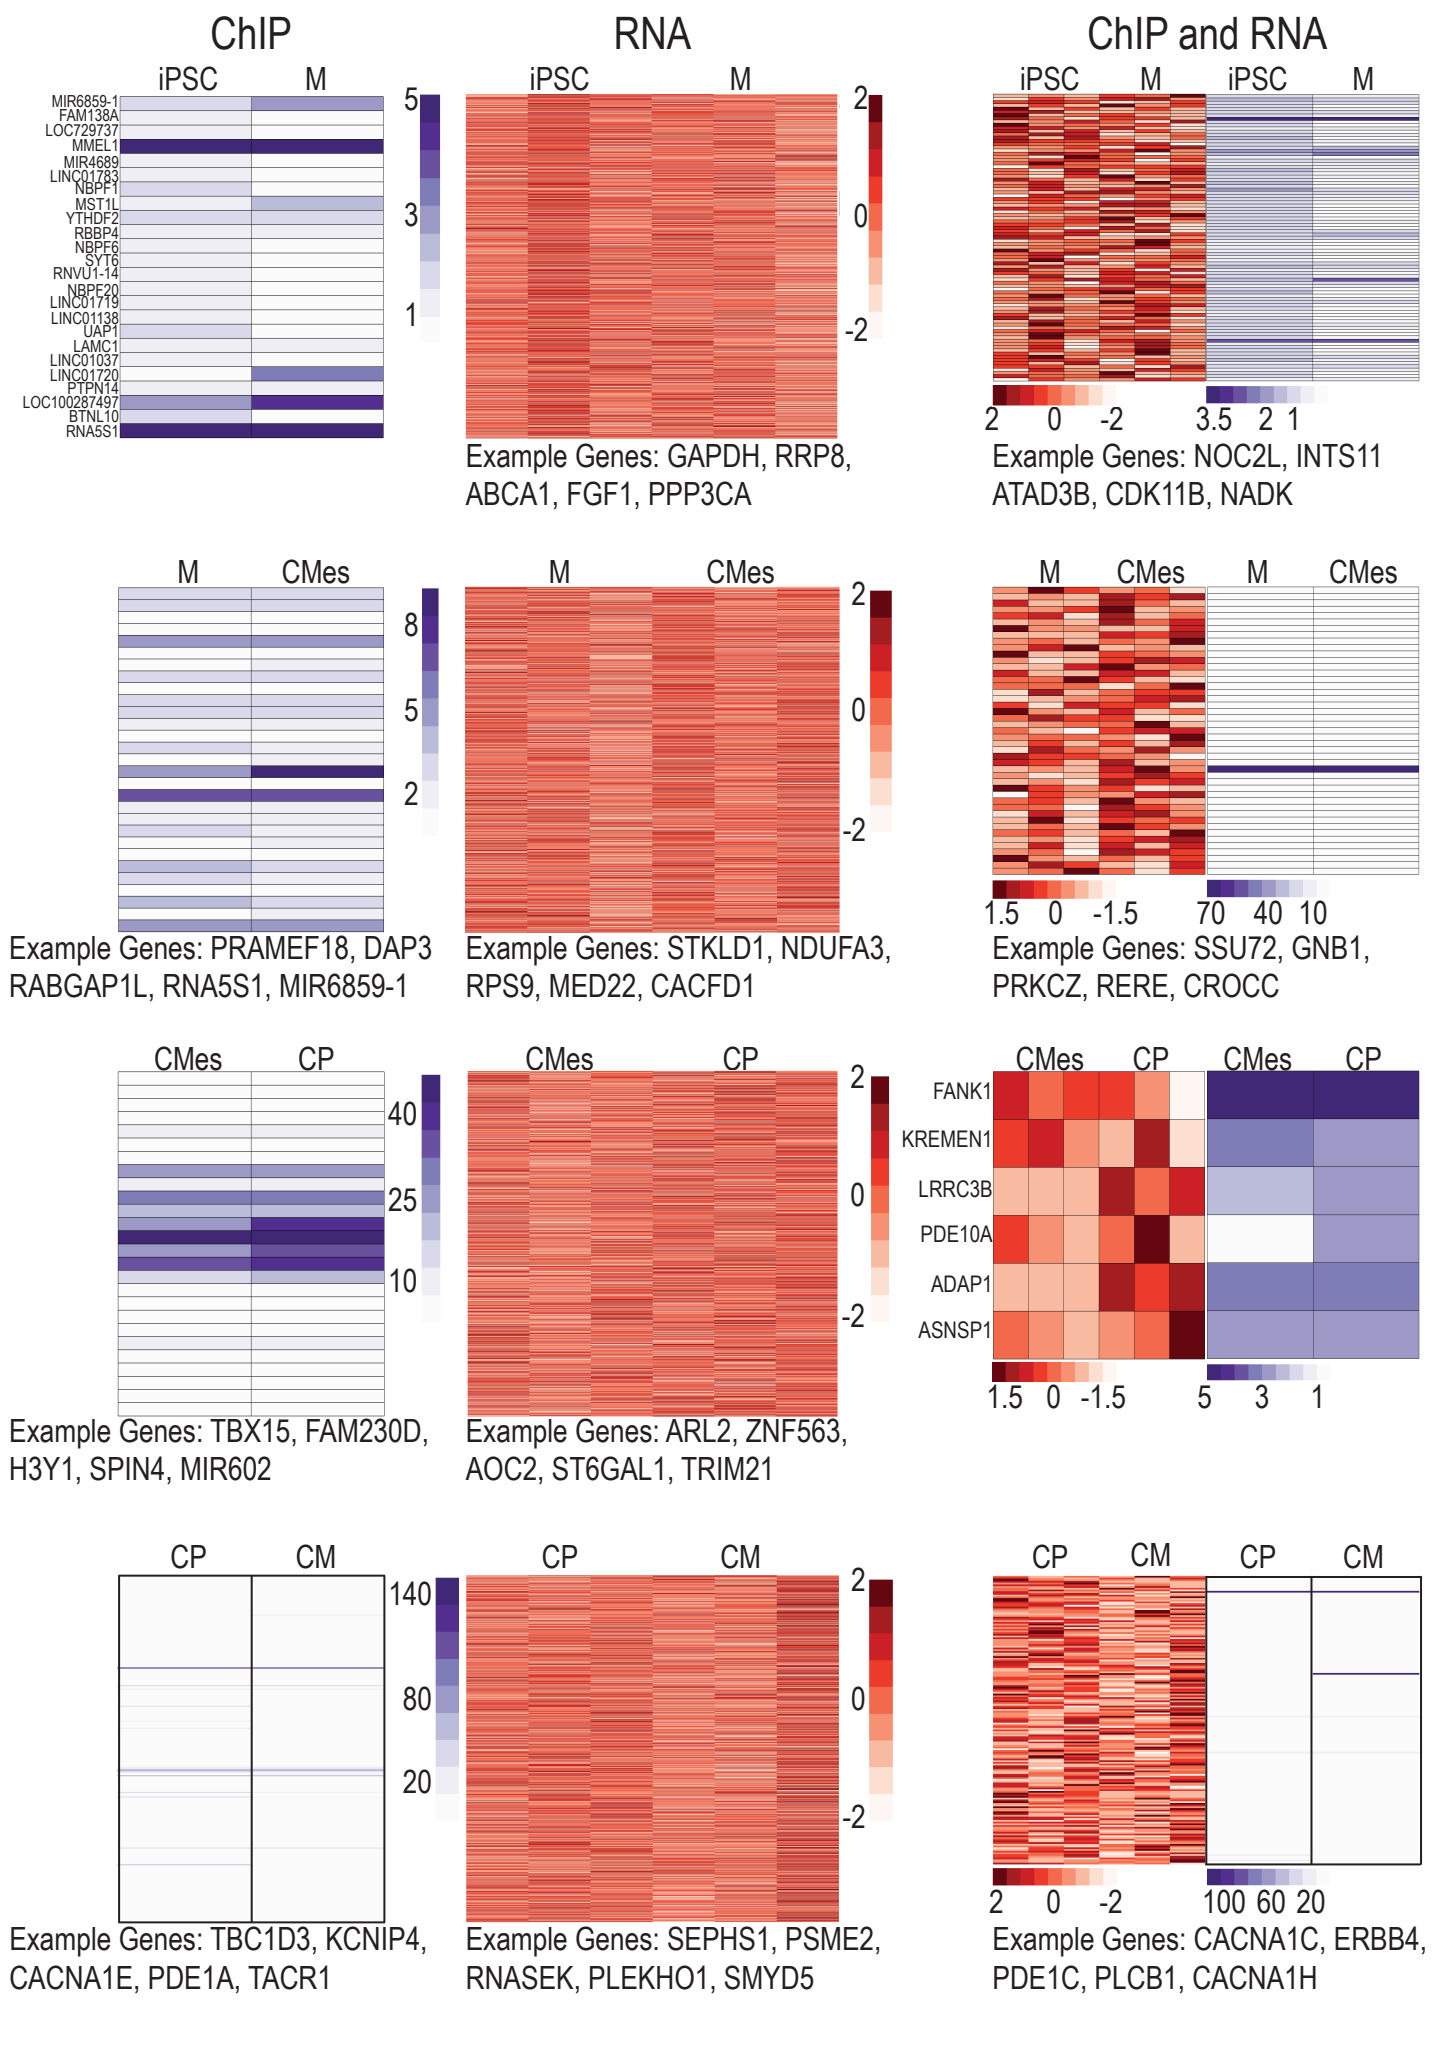 ChIP
RNA
ChIP and RNA
iPSC M
iPSC M
iPSC M iPSC M
MIR6859-1
FAM138A
LOC729737
MMEL1
MIR4689
LINC01783
NBPF1
MST1L
YTHDF2
RBBP4
NBPF6
SYT6
RNVU1-14
NBPF20
LINC01719
LINC01138
UAP1
LAMC1
LINC01037
LINC01720
PTPN14
LOC100287497
BTNL10
RNA5S1
5
3
1
2
0
-2
2 0 -2
3.5 2 1
Example Genes: GAPDH, RRP8,
ABCA1, FGF1, PPP3CA
Example Genes: NOC2L, INTS11
ATAD3B, CDK11B, NADK
M CMes
M CMes
M CMes M CMes
8
5
2
2
0
-2
1.5 0 -1.5
70 40 10
Example Genes: PRAMEF18, DAP3
RABGAP1L, RNA5S1, MIR6859-1
Example Genes: STKLD1, NDUFA3,
RPS9, MED22, CACFD1
Example Genes: SSU72, GNB1,
PRKCZ, RERE, CROCC
CMes CP
CMes CP
CMes CP CMes CP
40
25
10
2
0
-2
FANK1
KREMEN1
LRRC3B
PDE10A
ADAP1
ASNSP1
1.5 0 -1.5
5 3 1
Example Genes: TBX15, FAM230D,
H3Y1, SPIN4, MIR602
Example Genes: ARL2, ZNF563,
AOC2, ST6GAL1, TRIM21
CP CM
CP CM
CP CM CP CM
140
80
20
2
0
-2
2 0 -2
100 60 20
Example Genes: TBC1D3, KCNIP4,
CACNA1E, PDE1A, TACR1
Example Genes: SEPHS1, PSME2,
RNASEK, PLEKHO1, SMYD5
Example Genes: CACNA1C, ERBB4,
PDE1C, PLCB1, CACNA1H